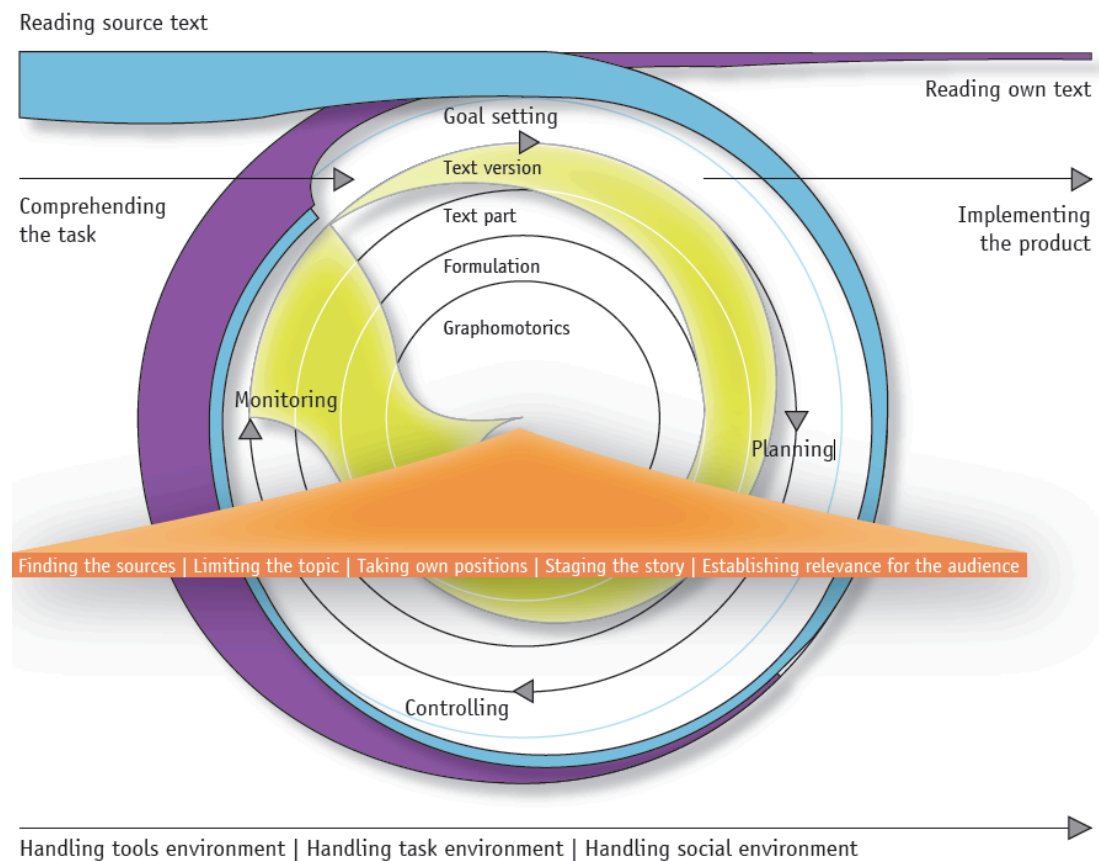 Reading source text
Reading own text
Goal setting
Text version
Comprehending
the task
Text part
Implementing
the product
Formulation
Graphomotorics
Monitoring
Planning
Finding the sources | Limiting the topic | Taking own positions | Staging the story | Establishing relevance for the audience
Controlling
Handling tools environment | Handling task environment | Handling social environment